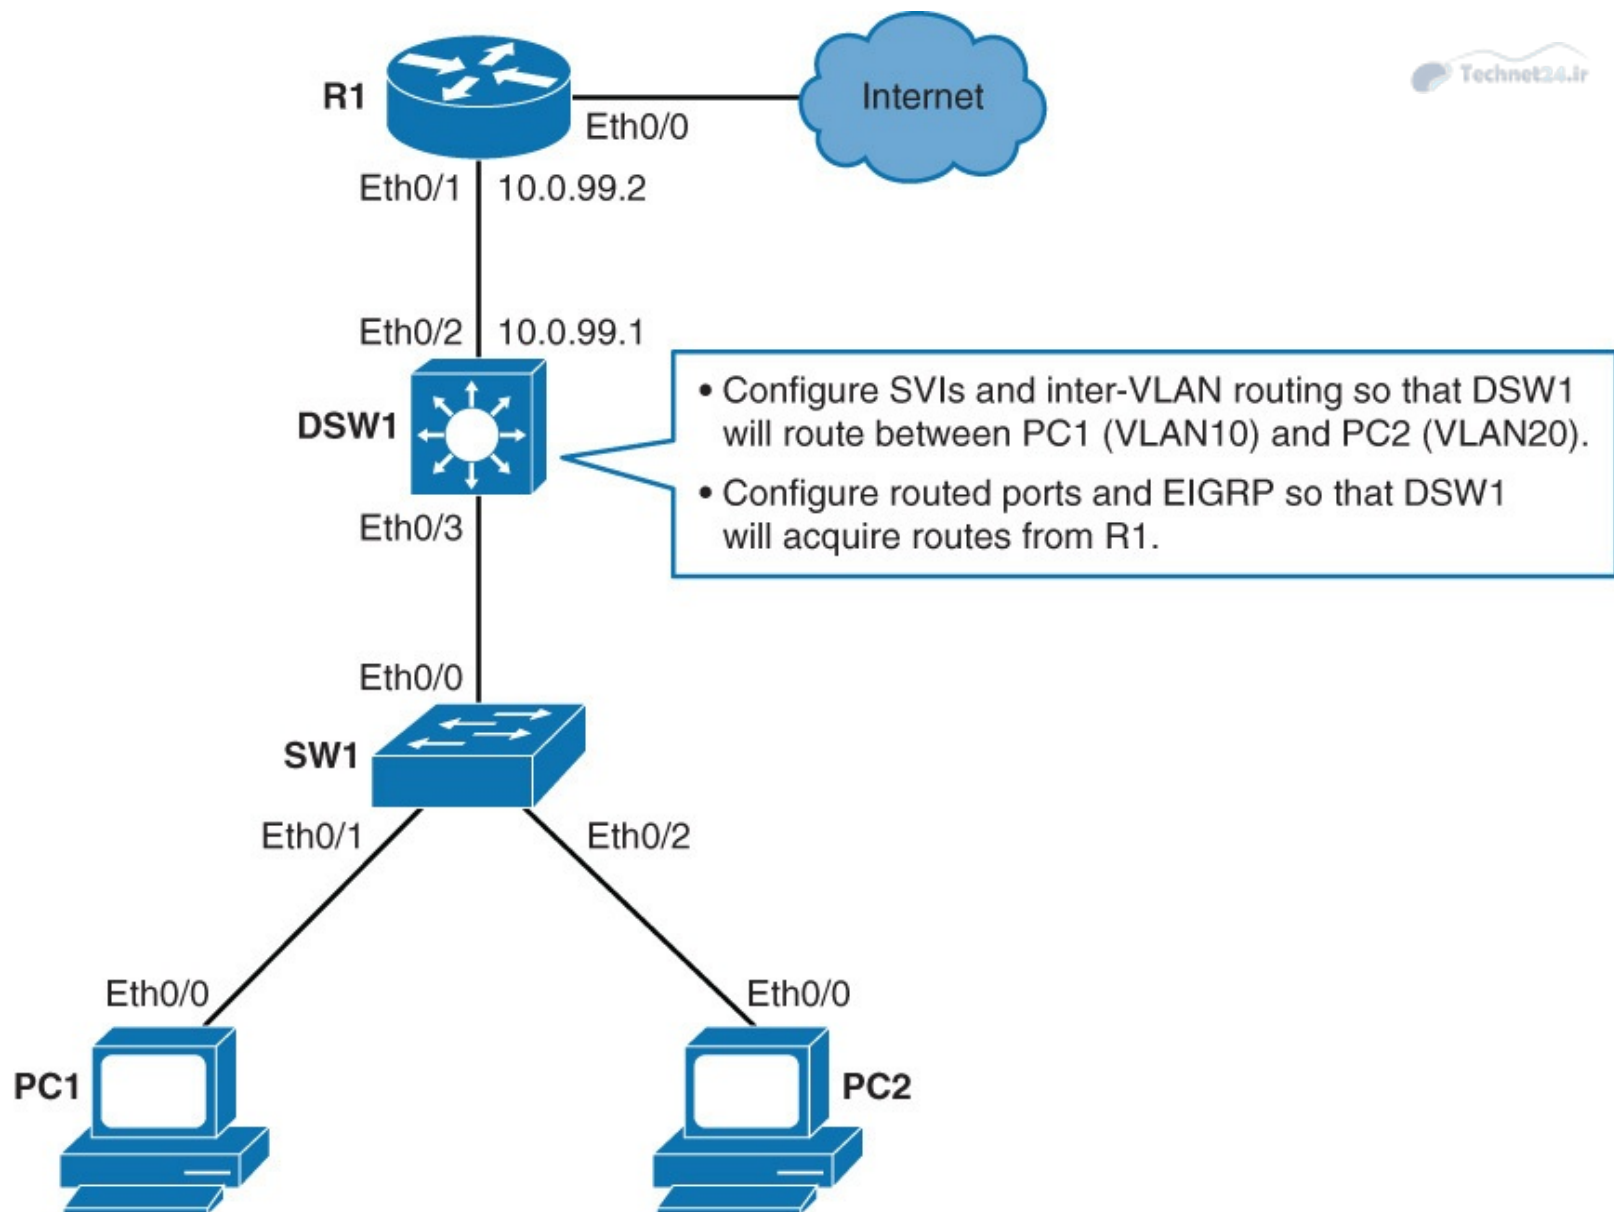 Technet24.ir
R1
Internet
Eth0/0
Eth0/1 10.0.99.2
Eth0/2 10.0.99.1
DSW1
• Configure SVIs and inter-VLAN routing so that DSW1
will route between PC1 (VLAN10) and PC2 (VLAN20).
• Configure routed ports and EIGRP so that DSW1
will acquire routes from R1.
Eth0/3
Eth0/0
SW1
Eth0/1
Eth0/2
Eth0/0
Eth0/0
PC1
PC2